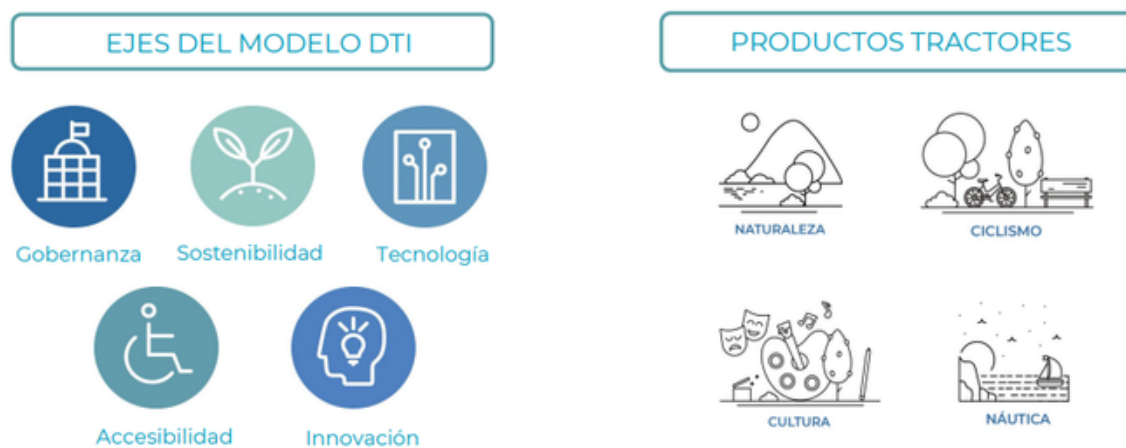 EJES DEL MODELO DTI
Gobernanza
Sostenibilidad
Tecnología
Accesibilidad
Innovación
PRODUCTOS TRACTORES
NATURALEZA
CICLISMO
CULTURA
NÁUTICA